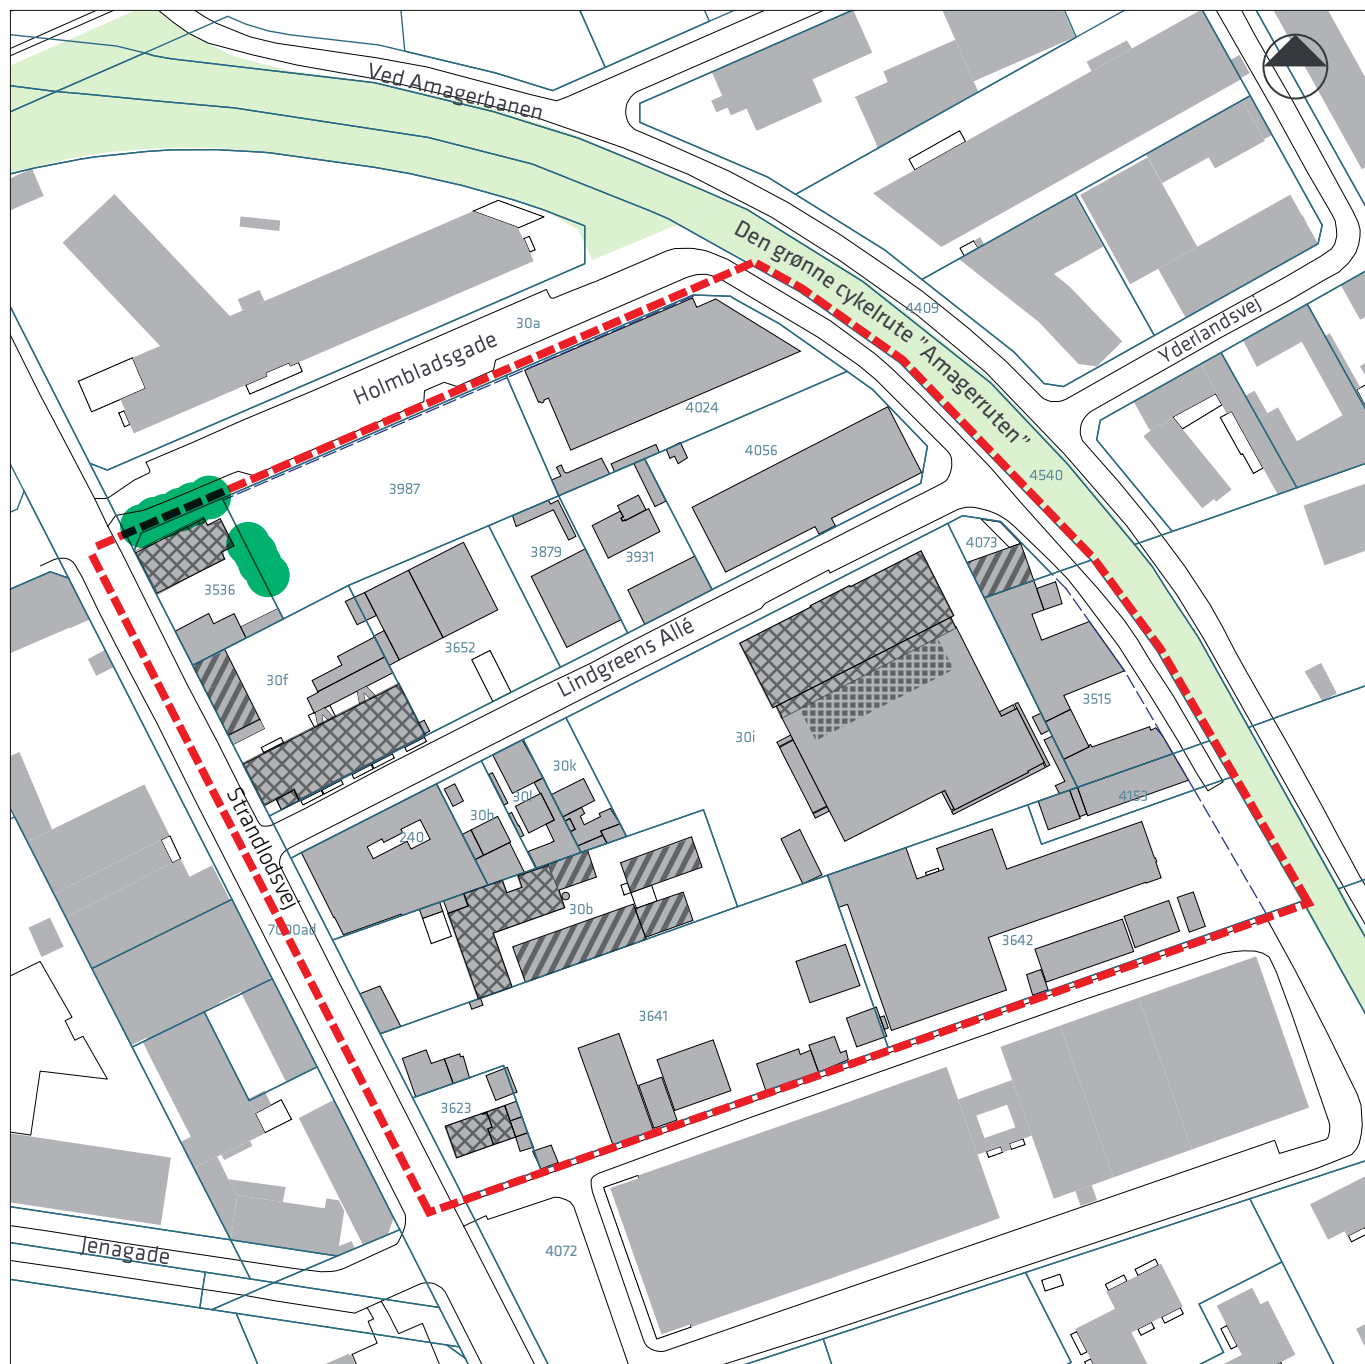 Ved Amagerbanen
Den grønne cykelrute "Amagerruten"
4409
Yderlandsvej
30a
Holmbladsgade
4024
4056
3987
4540
4073
3879
3931
3536
Lindgreens Allé
3652
30f
3515
30i
30k
4153
30l
30h
240
Strandlodsvej
30b
7000ad
3642
3641
3623
4072
Jenagade